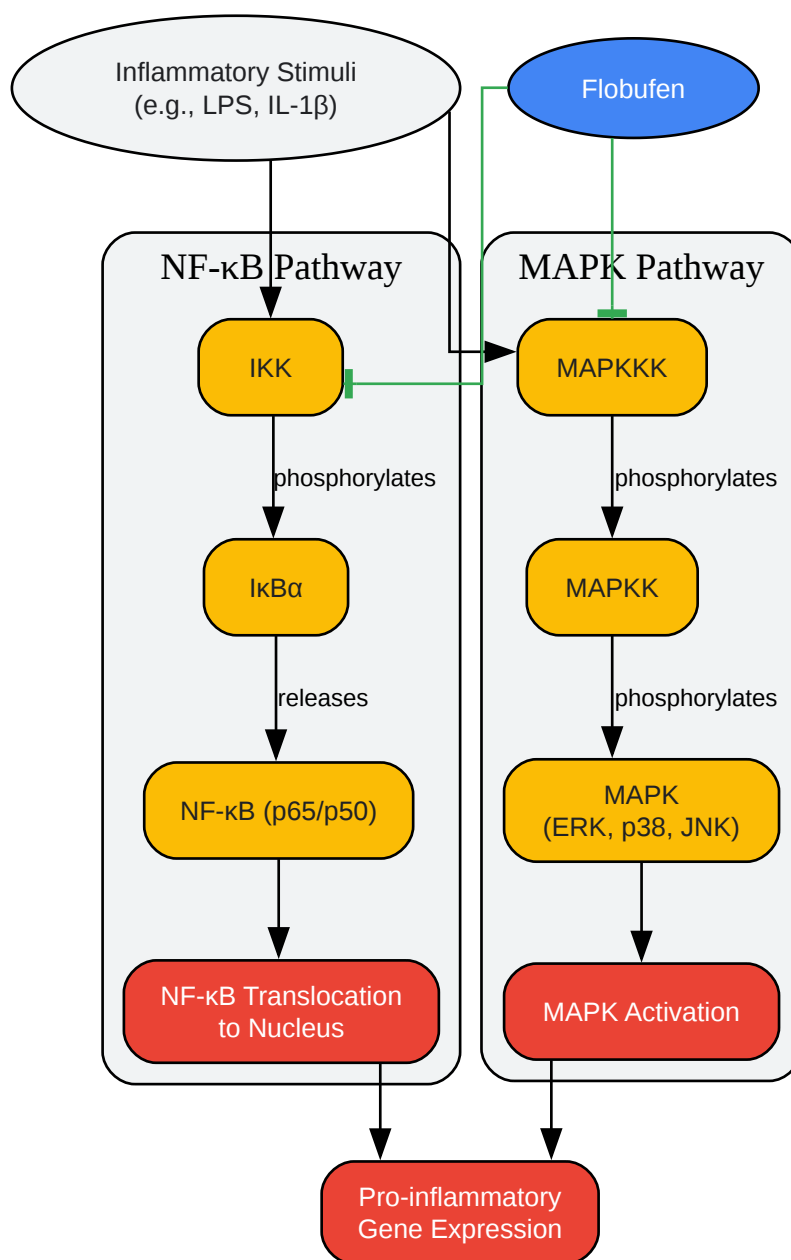 Inflammatory Stimuli
(e.g., LPS, IL-1β)
Flobufen
NF-κB Pathway
MAPK Pathway
IKK
MAPKKK
phosphorylates
phosphorylates
IκBα
MAPKK
releases
phosphorylates
NF-κB (p65/p50)
MAPK
(ERK, p38, JNK)
NF-κB Translocation
to Nucleus
MAPK Activation
Pro-inflammatory
Gene Expression